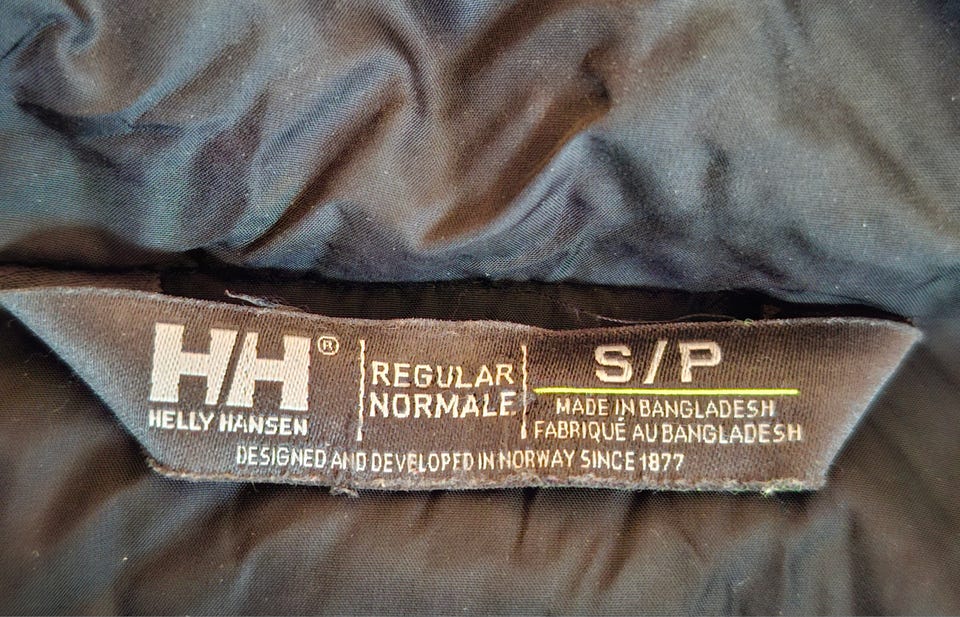 HH®
HELLY HANSEN
REGULAR
NORMALE
S/P
MADE IN BANGLADESH
FABRIQUÉ AU BANGLADESH
DESIGNED AND DEVELOPED IN NORWAY SINCE 1877